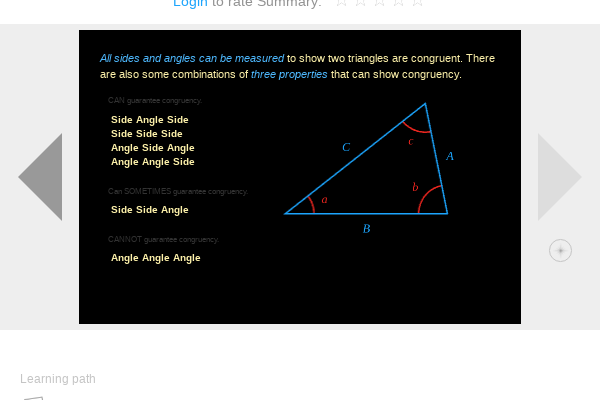 Login to rate Summary:
All sides and angles can be measured to show two triangles are congruent. There
are also some combinations of three properties that can show congruency.
CAN guarantee congruency.
Side Angle Side
Side Side Side
Angle Side Angle
Angle Angle Side
Can SOMETIMES guarantee congruency.
Side Side Angle
CANNOT guarantee congruency.
Angle Angle Angle
C
c
A
a
b
B
Learning path